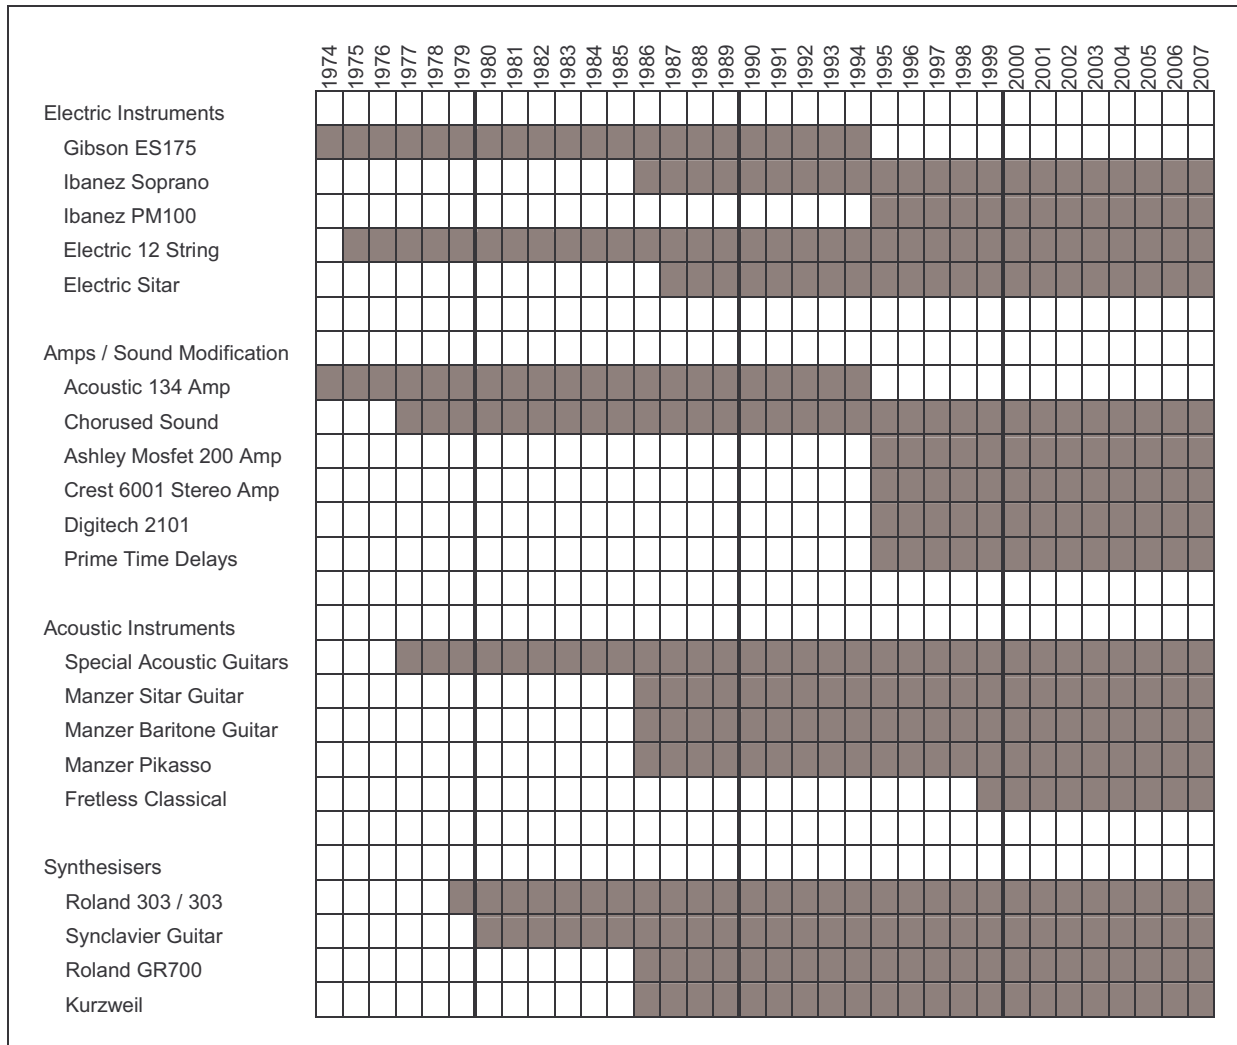 1974 1975 1976 1977 1978 1979 1980 1981 1982 1983 1984 1985 1986 1987 1988 1989 1990 1991 1992 1993 1994 1995 1996 1997 1998 1999 2000 2001 2002 2003 2004 2005 2006 2007
Electric Instruments
Gibson ES175
Ibanez Soprano
Ibanez PM100
Electric 12 String
Electric Sitar
Amps / Sound Modification
Acoustic 134 Amp
Chorused Sound
Ashley Mosfet 200 Amp
Crest 6001 Stereo Amp
Digitech 2101
Prime Time Delays
Acoustic Instruments
Special Acoustic Guitars
Manzer Sitar Guitar
Manzer Baritone Guitar
Manzer Pikasso
Fretless Classical
Synthesisers
Roland 303 / 303
Synclavier Guitar
Roland GR700
Kurzweil